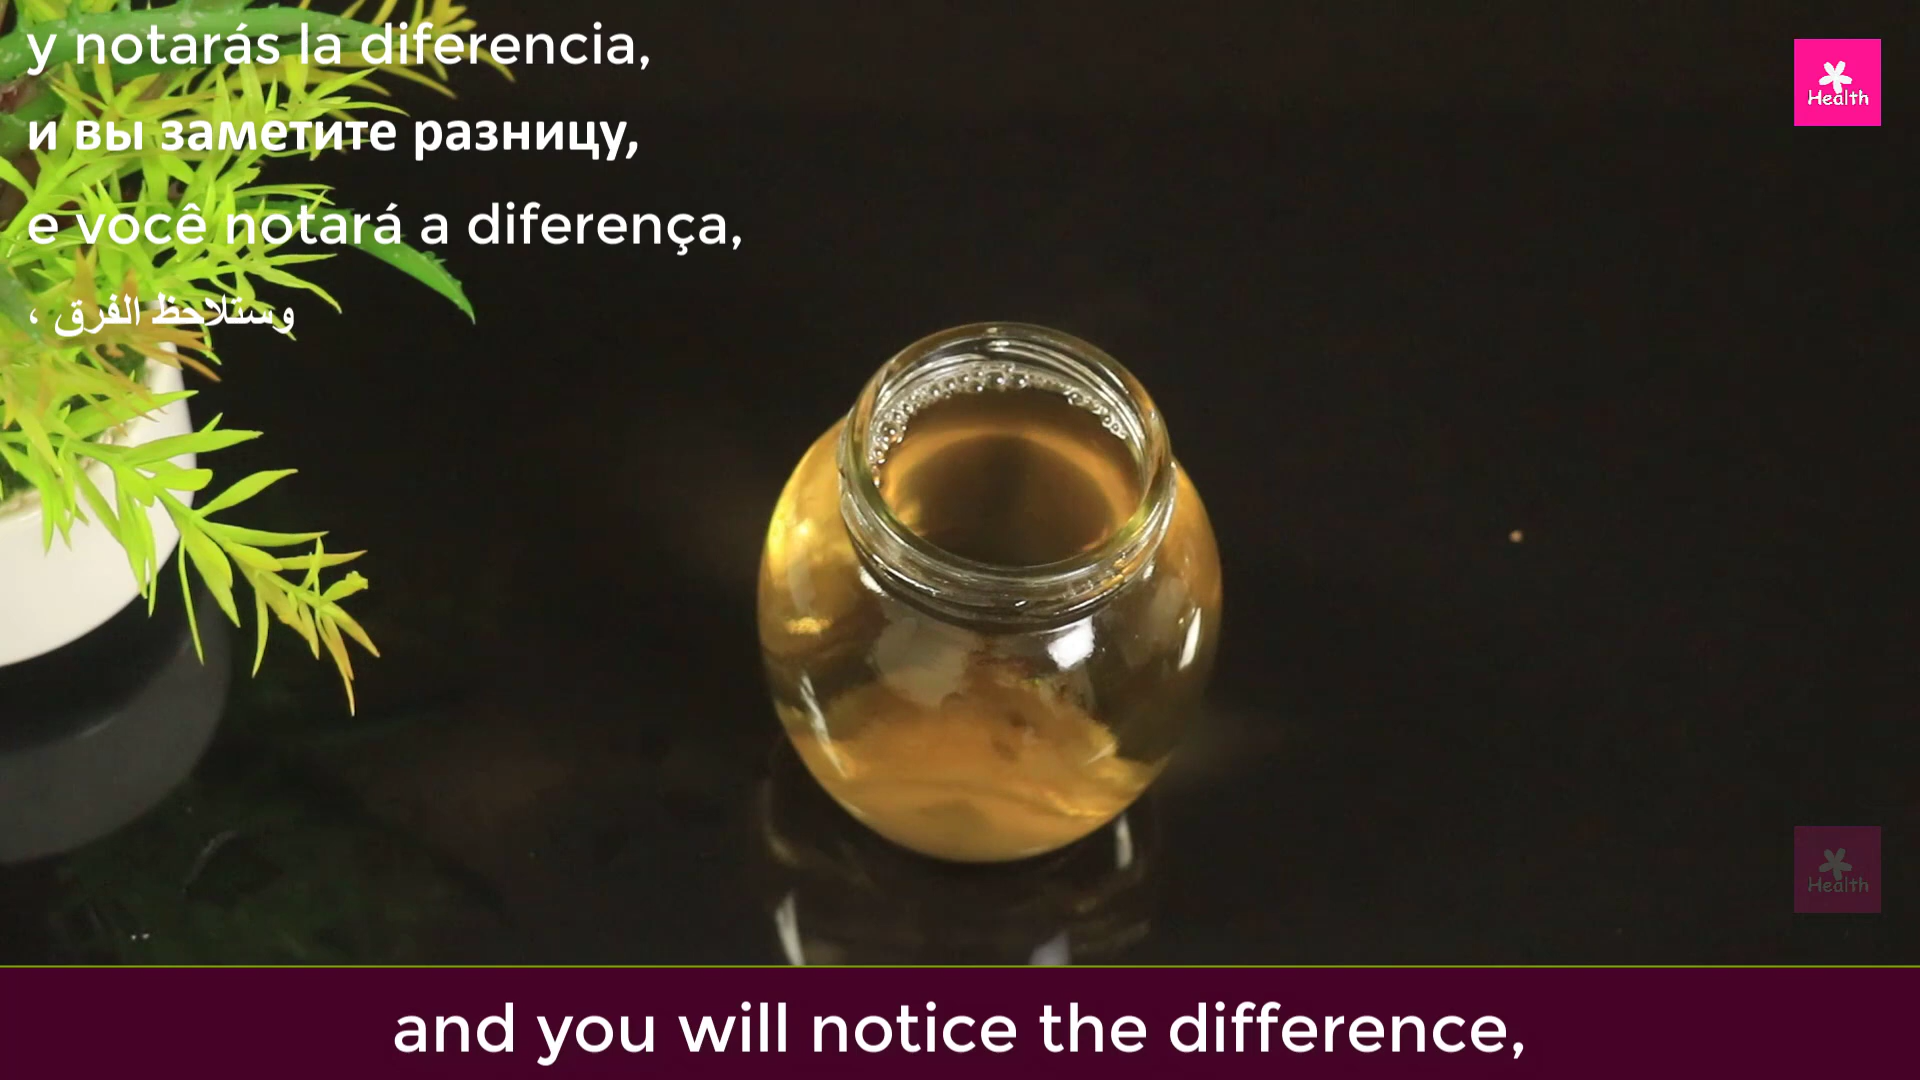 y notarás la diferencia,
и вы заметите разницу,
e você notará a diferença,
وستلاحظ الفرق ،
Health
Health
and you will notice the difference,